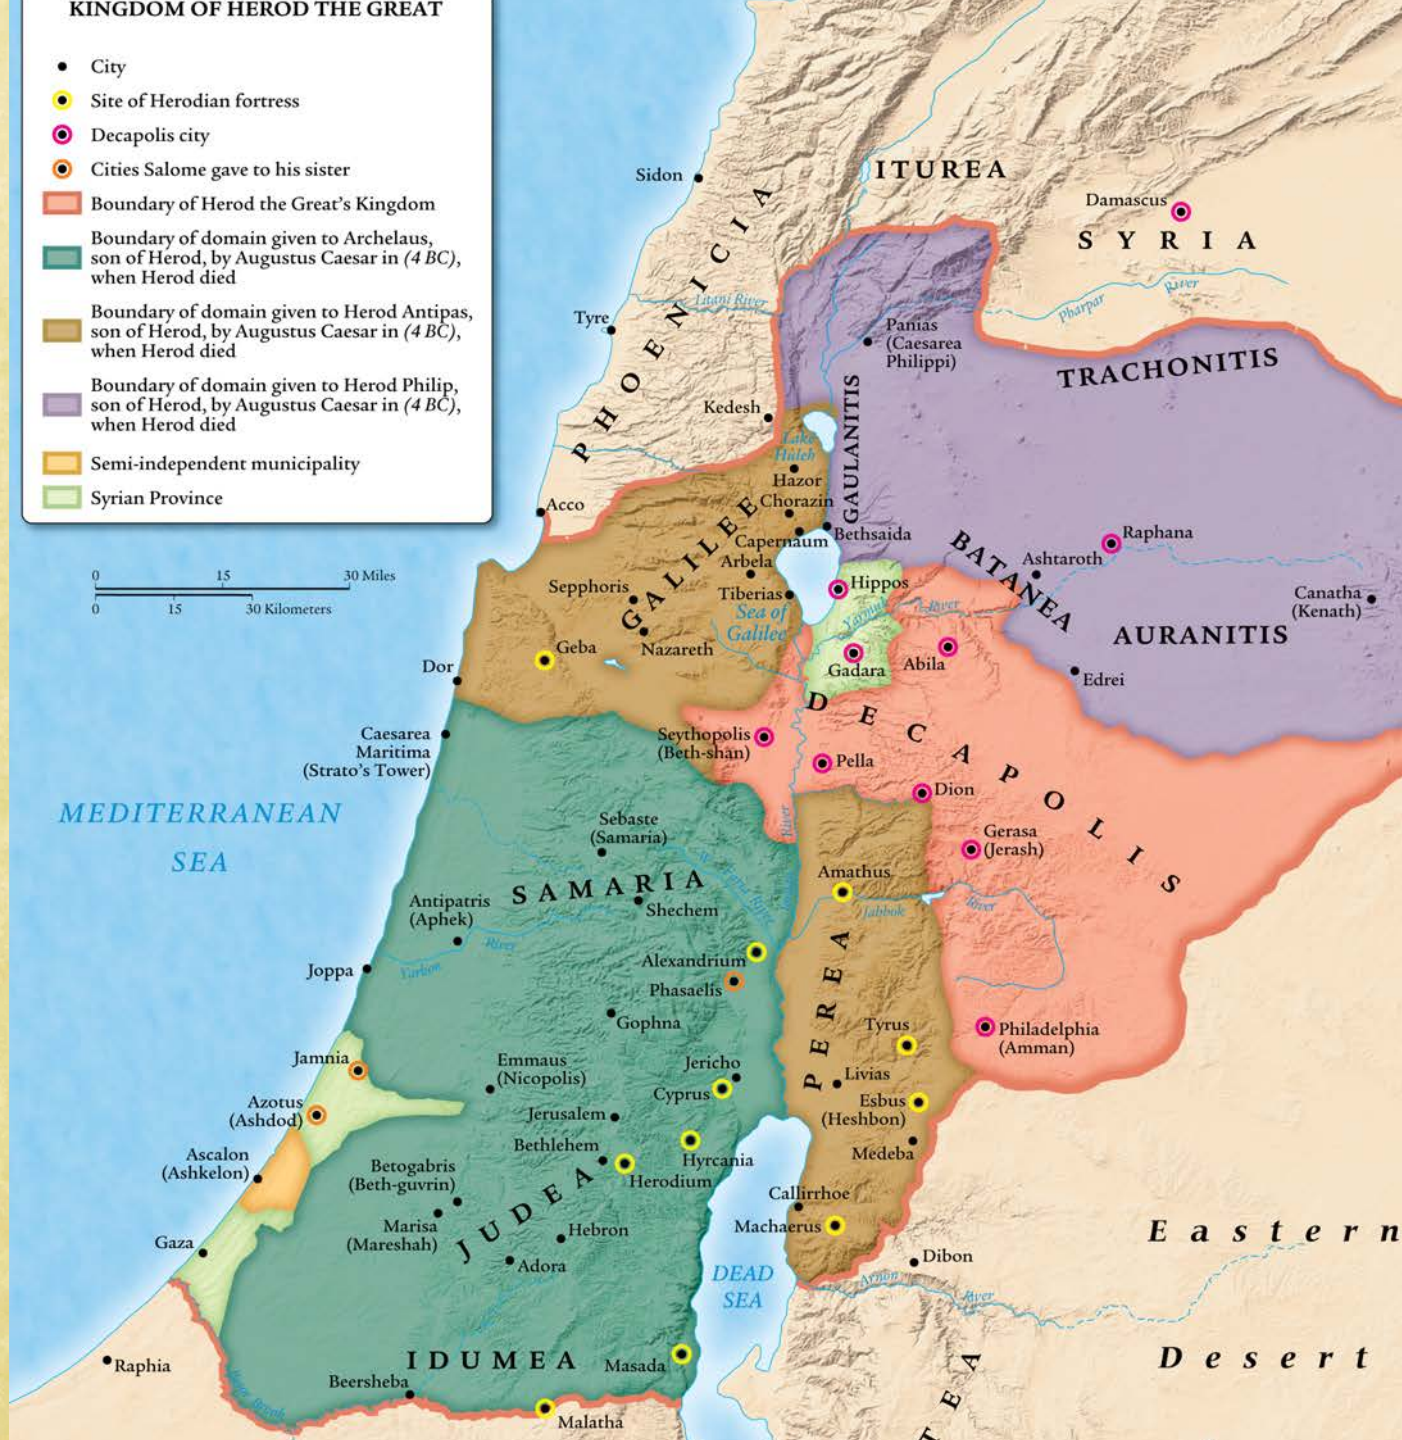 KINGDOM OF HEROD THE GREAT
City
Site of Herodian fortress
Decapolis city
Cities Salome gave to his sister
Boundary of Herod the Great's Kingdom
Boundary of domain given to Archelaus,
son of Herod, by Augustus Caesar in (4 BC),
when Herod died
Boundary of domain given to Herod Antipas,
son of Herod, by Augustus Caesar in (4 BC),
when Herod died
Boundary of domain given to Herod Philip,
son of Herod, by Augustus Caesar in (4 BC),
when Herod died
Semi-independent municipality
Syrian Province
0 15 30 Miles
0 15 30 Kilometers
Sidon
ITUREA
Damascus
SYRIA
PHOENICIA
Litani River
Pharpar River
Tyre
Panias
(Caesarea
Philippi)
TRACHONITIS
Kedesh
GAULANITIS
Lake
Huleh
Hazor
Chorazin
Acco
GALILEE
Capernaum
Bethsaida
Raphana
BATANEA
Ashtaroth
Arbela
Hippos
Canatha
(Kenath)
Sepphoris
Tiberias
Sea of
Galilee
Yarmuk River
AURANITIS
Geba
Nazareth
Gadara
Abila
Edrei
Dor
DECAPOLIS
Caesarea
Maritima
(Strato's Tower)
Seythopolis
(Beth-shan)
Pella
Dion
MEDITERRANEAN
SEA
River
Sebaste
(Samaria)
Gerasa
(Jerash)
SAMARIA
Amathus
Antipatris
(Aphek)
Shechem
Jabbok River
Yarkon River
Alexandrium
PEREA
Joppa
Phasaelis
Gophna
Tyrus
Philadelphia
(Amman)
Jamnia
Emmaus
(Nicopolis)
Jericho
Livias
Cyprus
Azotus
(Ashdod)
Jerusalem
Esbus
(Heshbon)
Bethlehem
Hyrcania
Medeba
Ascalon
(Ashkelon)
Betogabris
(Beth-guvrin)
Herodium
JUDEA
Callirrhoe
Marisa
(Mareshah)
Hebron
Machaerus
Eastern
Gaza
Adora
Dibon
DEAD
SEA
Arnon River
Raphia
IDUMEA
Masada
Desert
Beersheba
Malatha
TEA